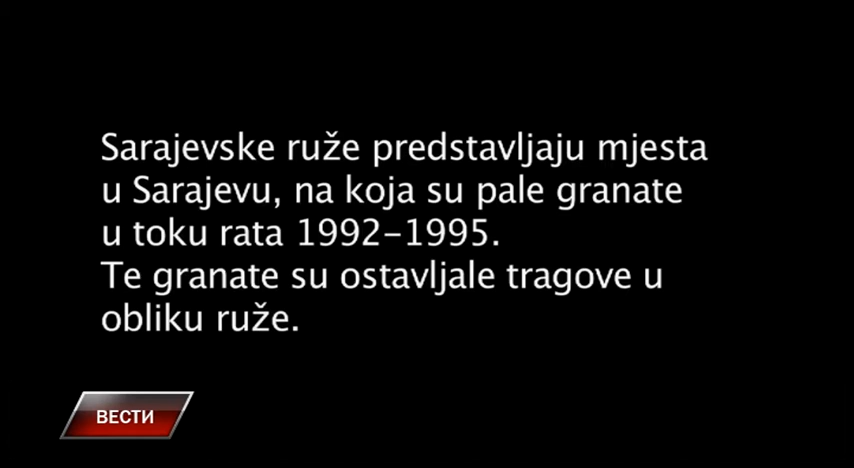 Sarajevske ruže predstavljaju mjesta
u Sarajevu, na koja su pale granate
u toku rata 1992-1995.
Te granate su ostavljale tragove u
obliku ruže.
ВЕСТИ